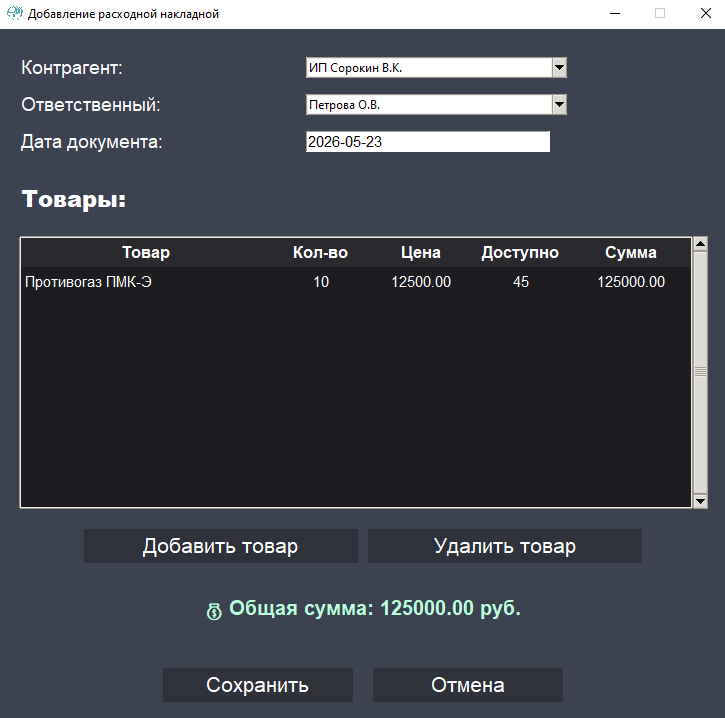 Добавление расходной накладной
Контрагент: ИП Сорокин В.К.
Ответственный: Петрова О.В.
Дата документа: 2026-05-23
Товары:
Товар Кол-во Цена Доступно Сумма
Противогаз ПМК-Э 10 12500.00 45 125000.00
Добавить товар Удалить товар
Общая сумма: 125000.00 руб.
Сохранить Отмена